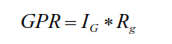 GPR = I_G * R_g